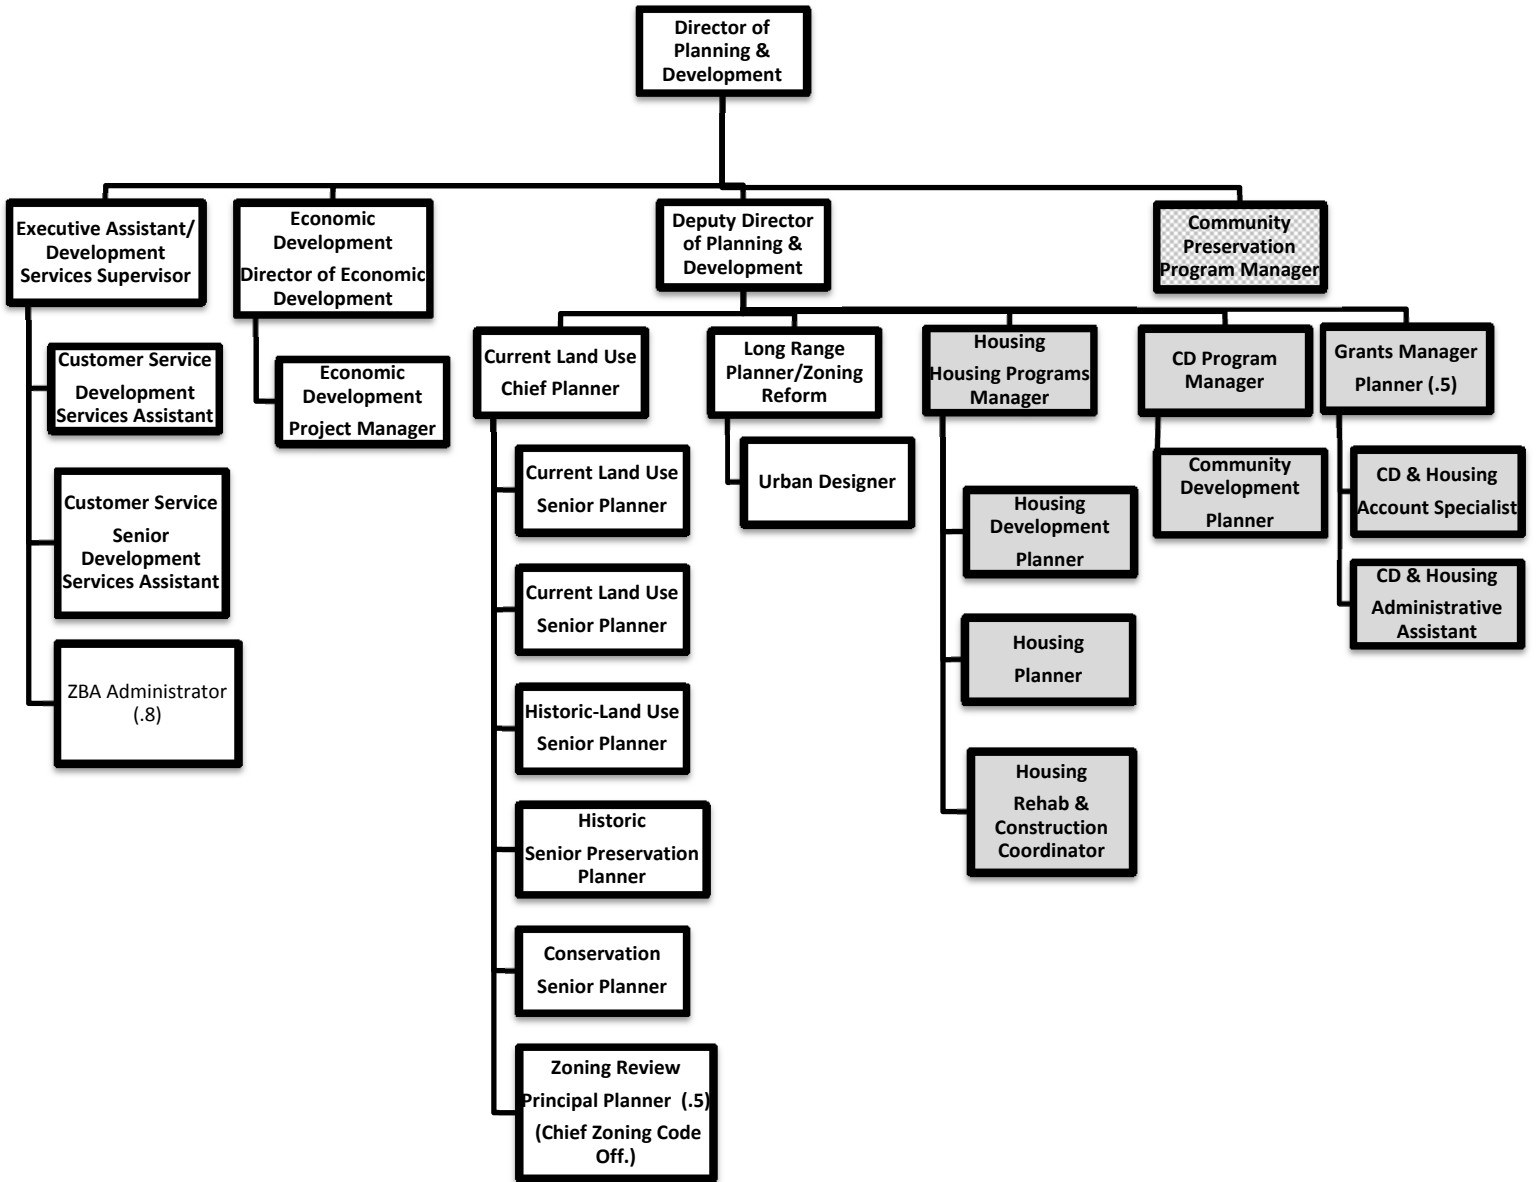 Director of
Planning &
Development
Executive Assistant/
Development
Services Supervisor
Economic
Development
Director of Economic
Development
Deputy Director
of Planning &
Development
Community
Preservation
Program Manager
Customer Service
Development
Services Assistant
Customer Service
Senior
Development
Services Assistant
ZBA Administrator
(.8)
Economic
Development
Project Manager
Current Land Use
Chief Planner
Current Land Use
Senior Planner
Current Land Use
Senior Planner
Historic-Land Use
Senior Planner
Historic
Senior Preservation
Planner
Conservation
Senior Planner
Zoning Review
Principal Planner (.5)
(Chief Zoning Code
Off.)
Long Range
Planner/Zoning
Reform
Urban Designer
Housing
Housing Programs
Manager
Housing
Development
Planner
Housing
Planner
Housing
Rehab &
Construction
Coordinator
CD Program
Manager
Community
Development
Planner
Grants Manager
Planner (.5)
CD & Housing
Account Specialist
CD & Housing
Administrative
Assistant